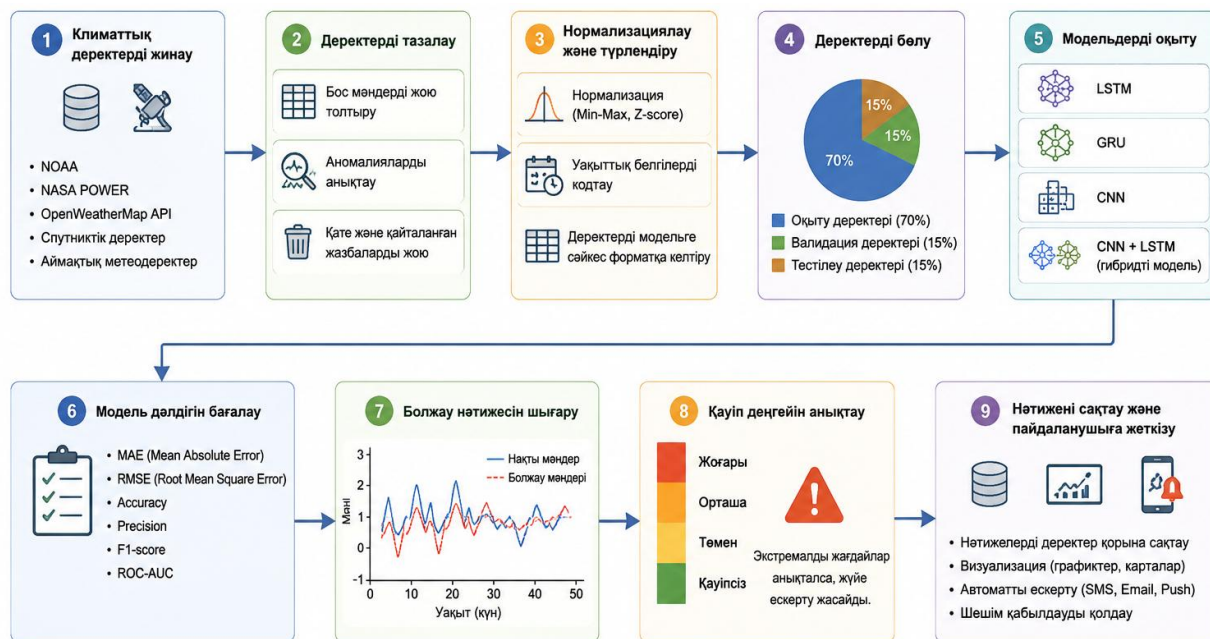 1
Климаттық
деректерді жинау
• NOAA
• NASA POWER
• OpenWeatherMap API
• Спутниктік деректер
• Аймақтық метеодеректер
2
Деректерді тазалау
Бос мәндерді жою
толтыру
Аномалияларды
анықтау
Қате және қайталанған
жазбаларды жою
3
Нормализациялау
және түрлендіру
Нормализация
(Min-Max, Z-score)
Уақыттық белгілерді
кодтау
Деректерді модельге
сәйкес форматқа келтіру
4
Деректерді бөлу
15%
15%
70%
Оқыту деректері (70%)
Валидация деректері (15%)
Тестілеу деректері (15%)
5
Модельдерді оқыту
LSTM
GRU
CNN
CNN + LSTM
(гибридті модель)
6
Модель дәлдігін бағалау
• MAE (Mean Absolute Error)
• RMSE (Root Mean Square Error)
• Accuracy
• Precision
• F1-score
• ROC-AUC
7
Болжау нәтижесін шығару
Нақты мәндер
Болжау мәндері
Мәні
3
2
1
0
-1
0 10 20 30 40 50
Уақыт (күн)
8
Қауіп деңгейін анықтау
Жоғары
Орташа
Төмен
Қауіпсіз
Экстремалды жағдайлар
анықталса, жүйе
ескерту жасайды.
9
Нәтижені сақтау және
пайдаланушыға жеткізу
• Нәтижелерді деректер қорына сақтау
• Визуализация (графиктер, карталар)
• Автоматты ескерту (SMS, Email, Push)
• Шешім қабылдауды қолдау